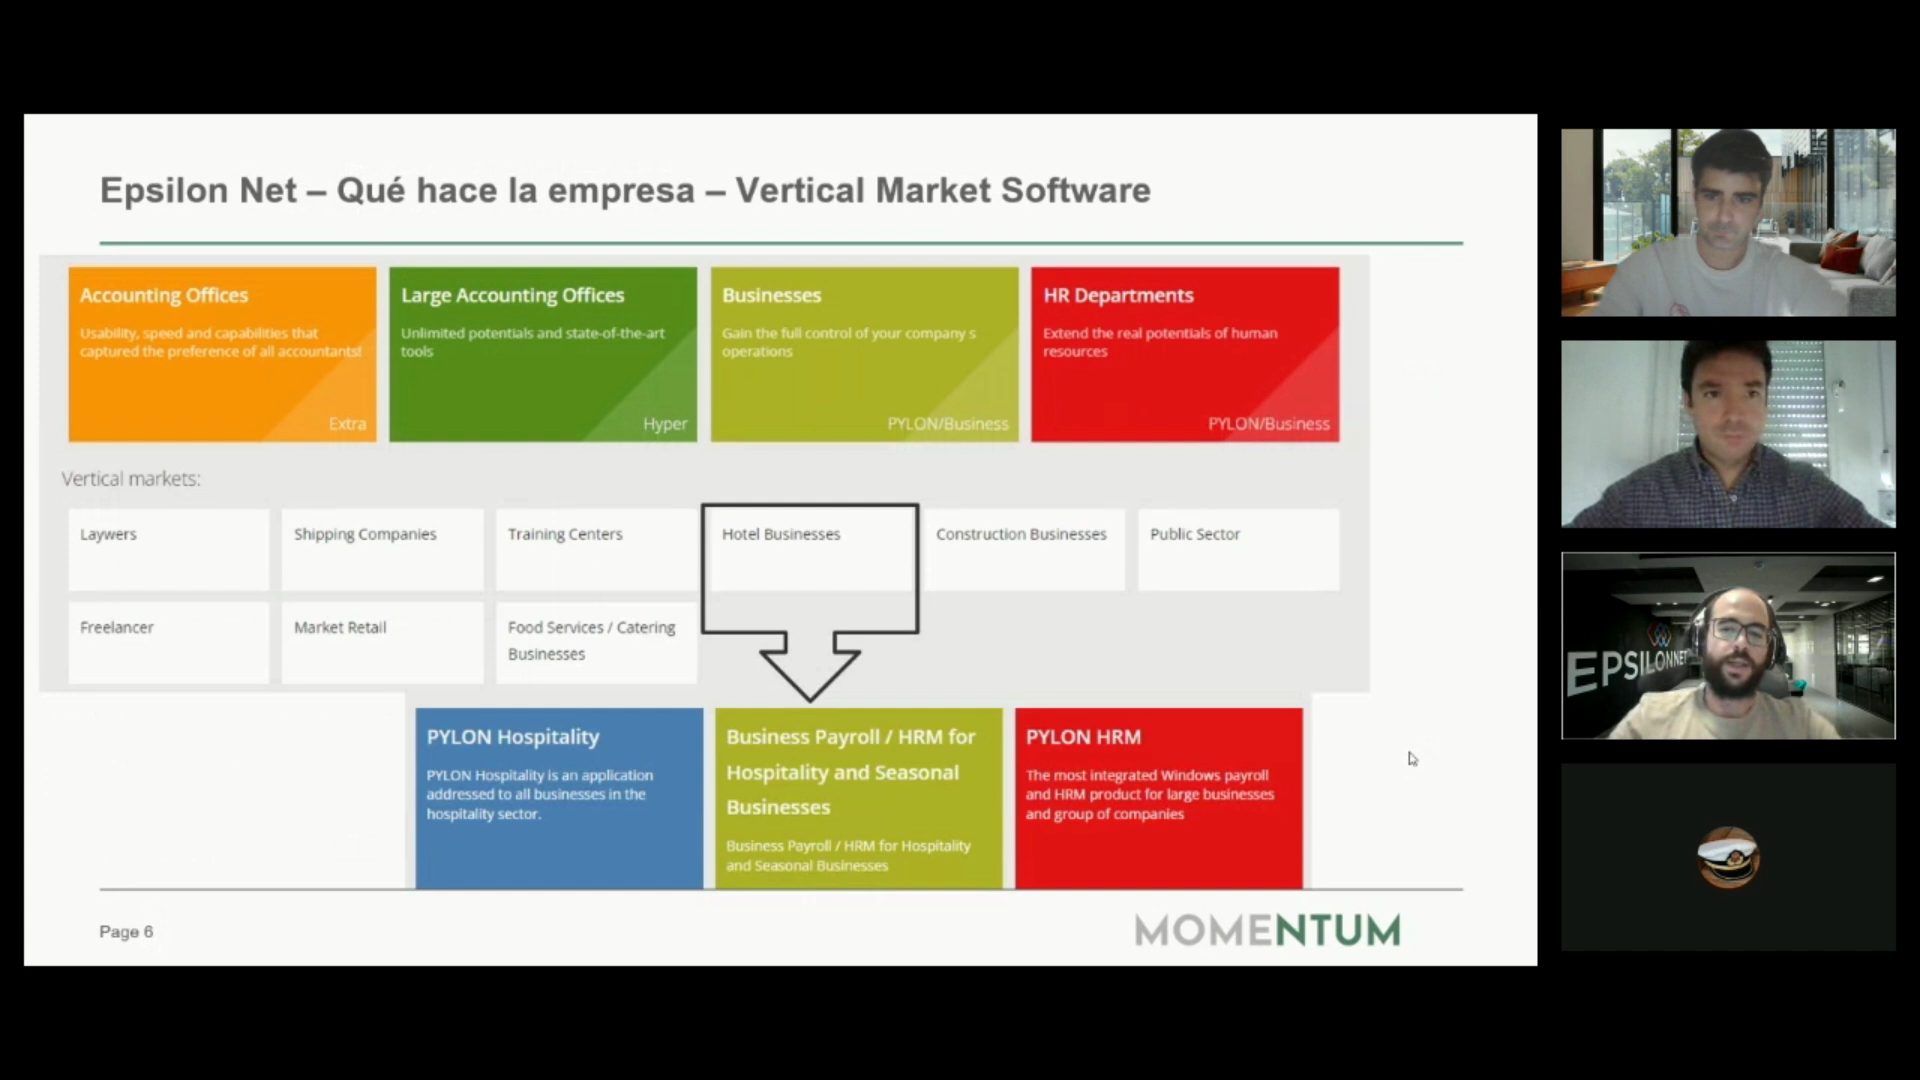 Epsilon Net – Qué hace la empresa – Vertical Market Software
Accounting Offices
Usability, speed and capabilities that
captured the preference of all accountants!
Extra
Large Accounting Offices
Unlimited potentials and state-of-the-art
tools
Hyper
Businesses
Gain the full control of your company s
operations
PYLON/Business
HR Departments
Extend the real potentials of human
resources
PYLON/Business
Vertical markets:
Laywers
Shipping Companies
Training Centers
Hotel Businesses
Construction Businesses
Public Sector
Freelancer
Market Retail
Food Services / Catering
Businesses
PYLON Hospitality
PYLON Hospitality is an application
addressed to all businesses in the
hospitality sector.
Business Payroll / HRM for
Hospitality and Seasonal
Businesses
Business Payroll / HRM for Hospitality
and Seasonal Businesses
PYLON HRM
The most integrated Windows payroll
and HRM product for large businesses
and group of companies
Page 6
MOMENTUM
EPSILONNET